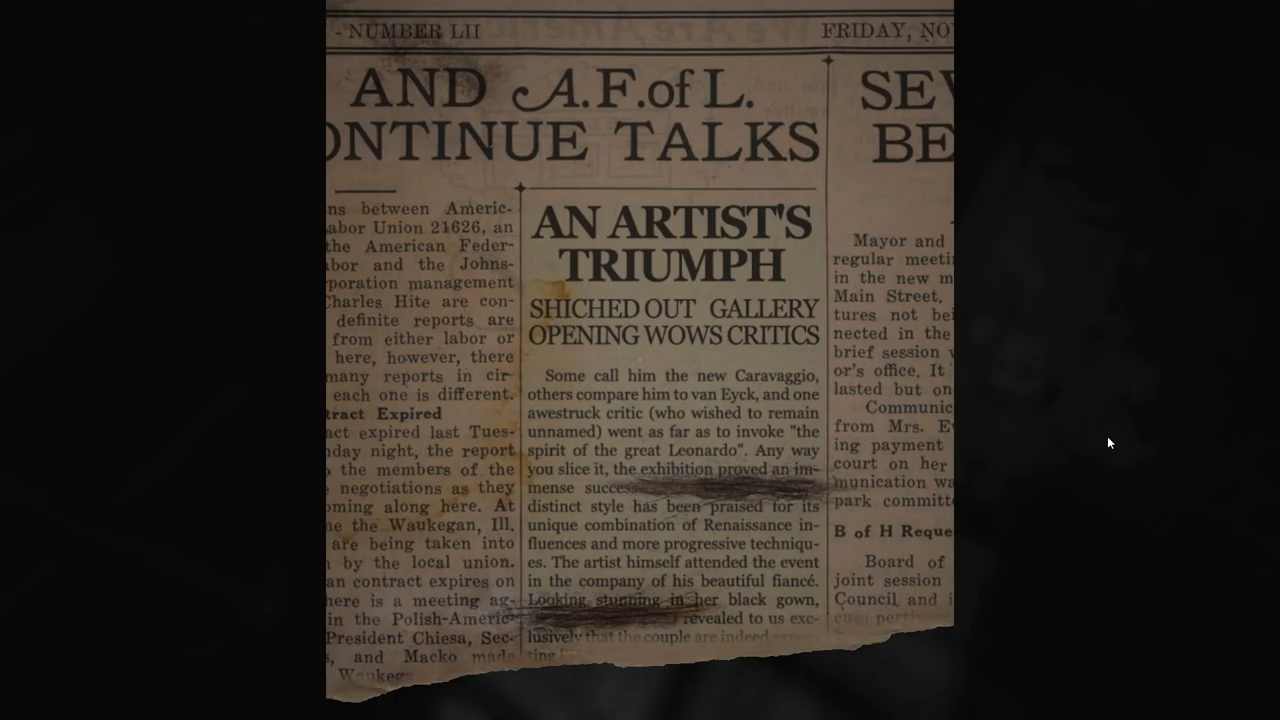 - NUMBER LII
FRIDAY, NO
AND A.F.of L.
ONTINUE TALKS
SEV
BE
ns between Americ-
abor Union 21626, an
the American Feder-
abor and the Johns-
poration management
Charles Hite are con-
definite reports are
from either labor or
here, however, there
many reports in cir-
each one is different.
tract Expired
act expired last Tues-
day night, the report
the members of the
negotiations as they
oming along here. At
ne the Waukegan, Ill.
are being taken into
by the local union.
an contract expires on
here is a meeting ag-
in the Polish-Americ-
President Chiesa, Sec-
s, and Macko made
Waukega
AN ARTIST'S
TRIUMPH
SHICHED OUT GALLERY
OPENING WOWS CRITICS
Some call him the new Caravaggio,
others compare him to van Eyck, and one
awestruck critic (who wished to remain
unnamed) went as far as to invoke "the
spirit of the great Leonardo". Any way
you slice it, the exhibition proved an im-
mense succes
distinct style has been praised for its
unique combination of Renaissance in-
fluences and more progressive techniqu-
es. The artist himself attended the event
in the company of his beautiful fiancé.
Looking stunning in her black gown,
revealed to us exc-
lusively that the couple are indeed expec-
ting
Mayor and
regular meeti
in the new m
Main Street.
tures not bei
nected in the
brief session w
or's office. It
lasted but on
Communic
from Mrs. Ev
ing payment
court on her
munication wa
park committe
B of H Reque
Board of
joint session
Council and i
cuss perti